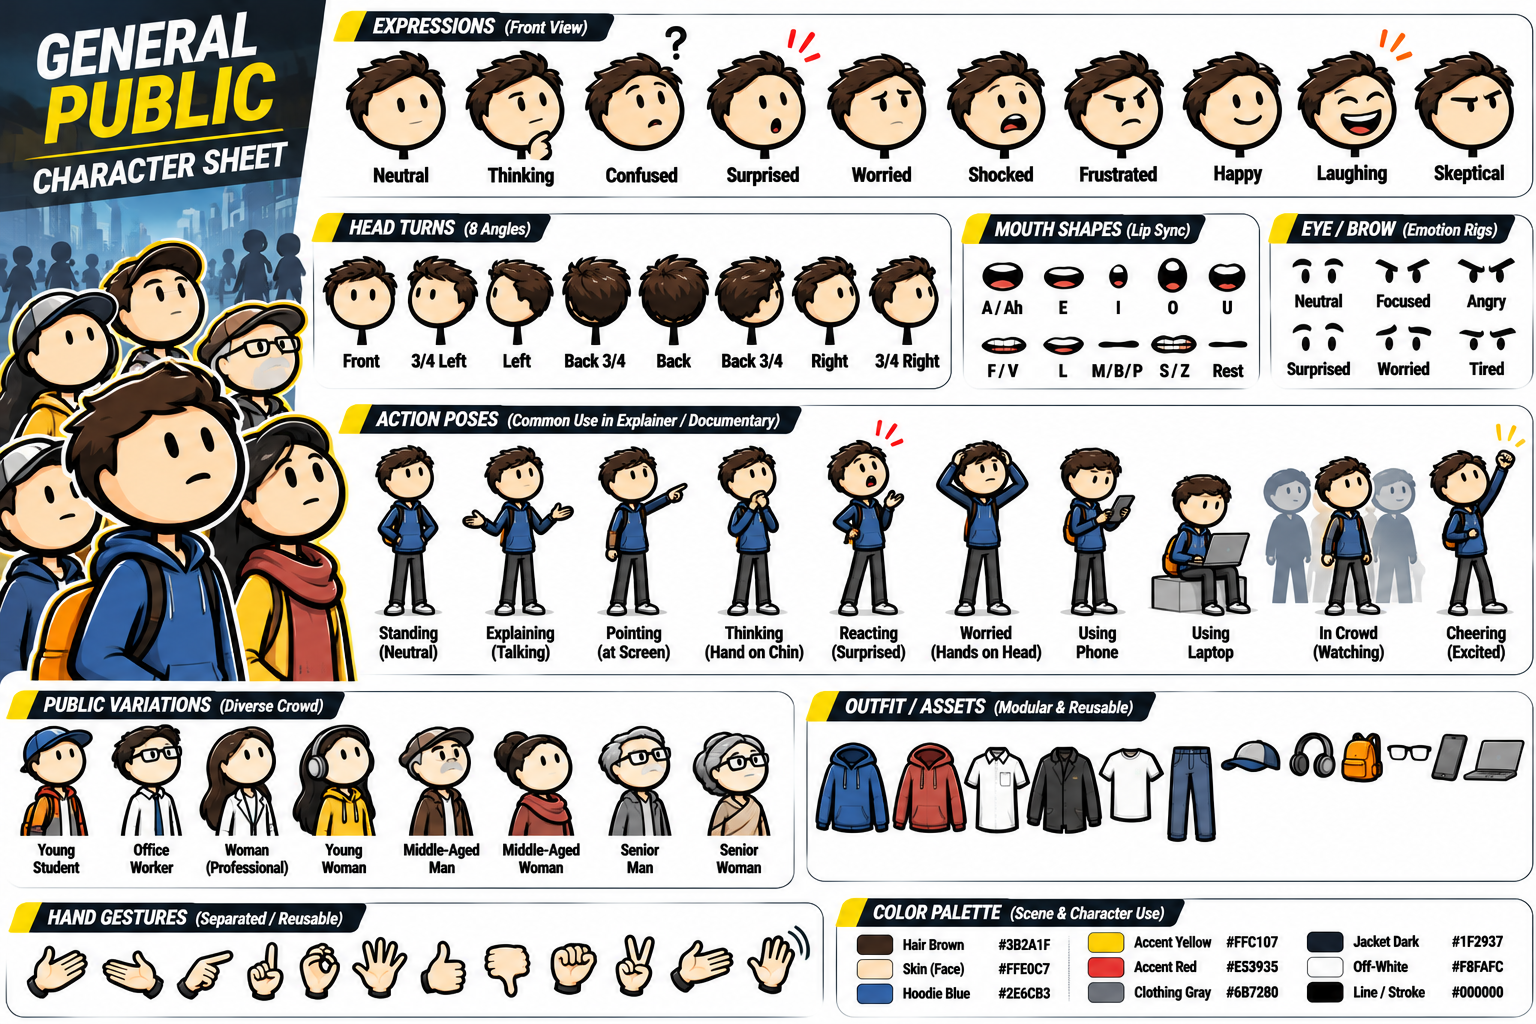 GENERAL
PUBLIC
CHARACTER SHEET
EXPRESSIONS (Front View)
?
Neutral Thinking Confused Surprised Worried Shocked Frustrated Happy Laughing Skeptical
HEAD TURNS (8 Angles)
Front 3/4 Left Left Back 3/4 Back Back 3/4 Right 3/4 Right
MOUTH SHAPES (Lip Sync)
A / Ah E I O U
F / V L M / B / P S / Z Rest
EYE / BROW (Emotion Rigs)
Neutral Focused Angry
Surprised Worried Tired
ACTION POSES (Common Use in Explainer / Documentary)
Standing (Neutral)
Explaining (Talking)
Pointing (at Screen)
Thinking (Hand on Chin)
Reacting (Surprised)
Worried (Hands on Head)
Using Phone
Using Laptop
In Crowd (Watching)
Cheering (Excited)
PUBLIC VARIATIONS (Diverse Crowd)
Young Student
Office Worker
Woman (Professional)
Young Woman
Middle-Aged Man
Middle-Aged Woman
Senior Man
Senior Woman
OUTFIT / ASSETS (Modular & Reusable)
HAND GESTURES (Separated / Reusable)
COLOR PALETTE (Scene & Character Use)
Hair Brown #3B2A1F
Skin (Face) #FFE0C7
Hoodie Blue #2E6CB3
Accent Yellow #FFC107
Accent Red #E53935
Clothing Gray #6B7280
Jacket Dark #1F2937
Off-White #F8FAFC
Line / Stroke #000000